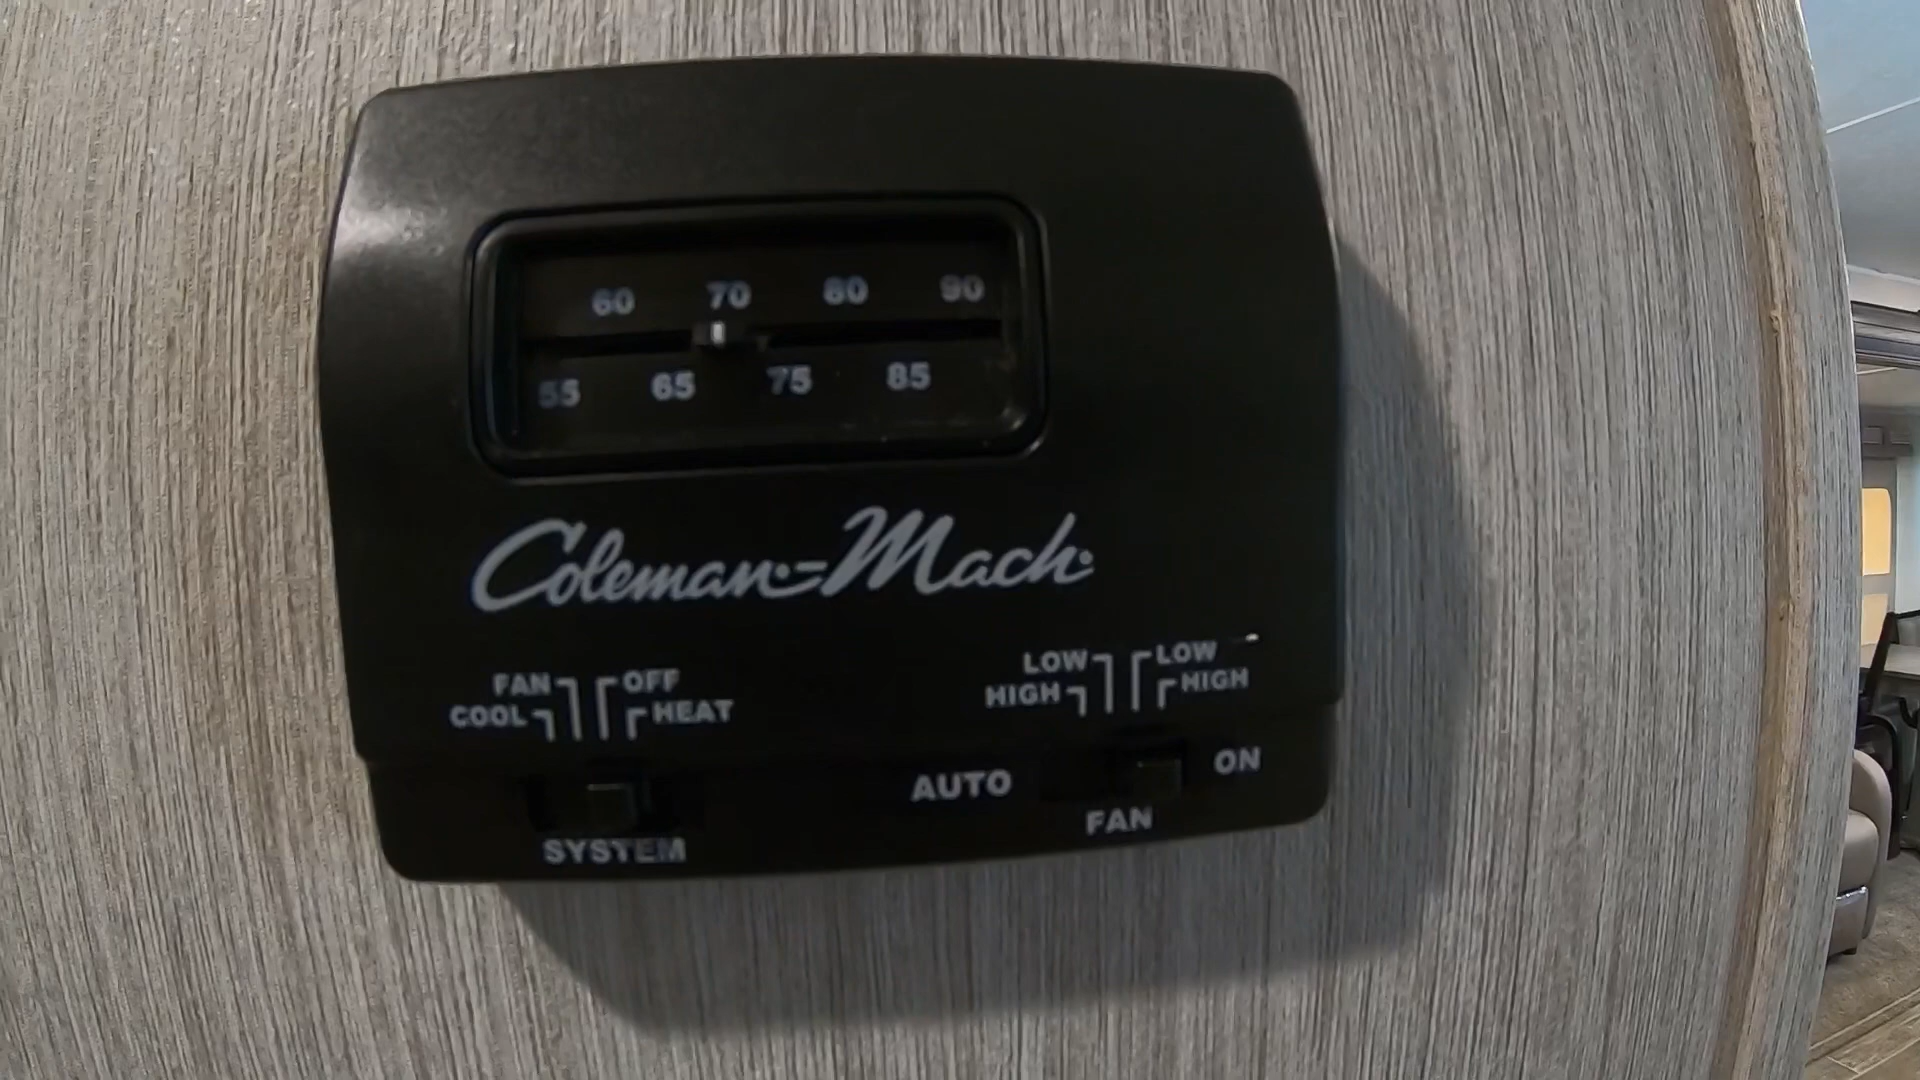 60 70 80 90
55 65 75 85
Coleman-Mach
FAN OFF
COOL HEAT
LOW LOW
HIGH HIGH
AUTO ON
FAN
SYSTEM